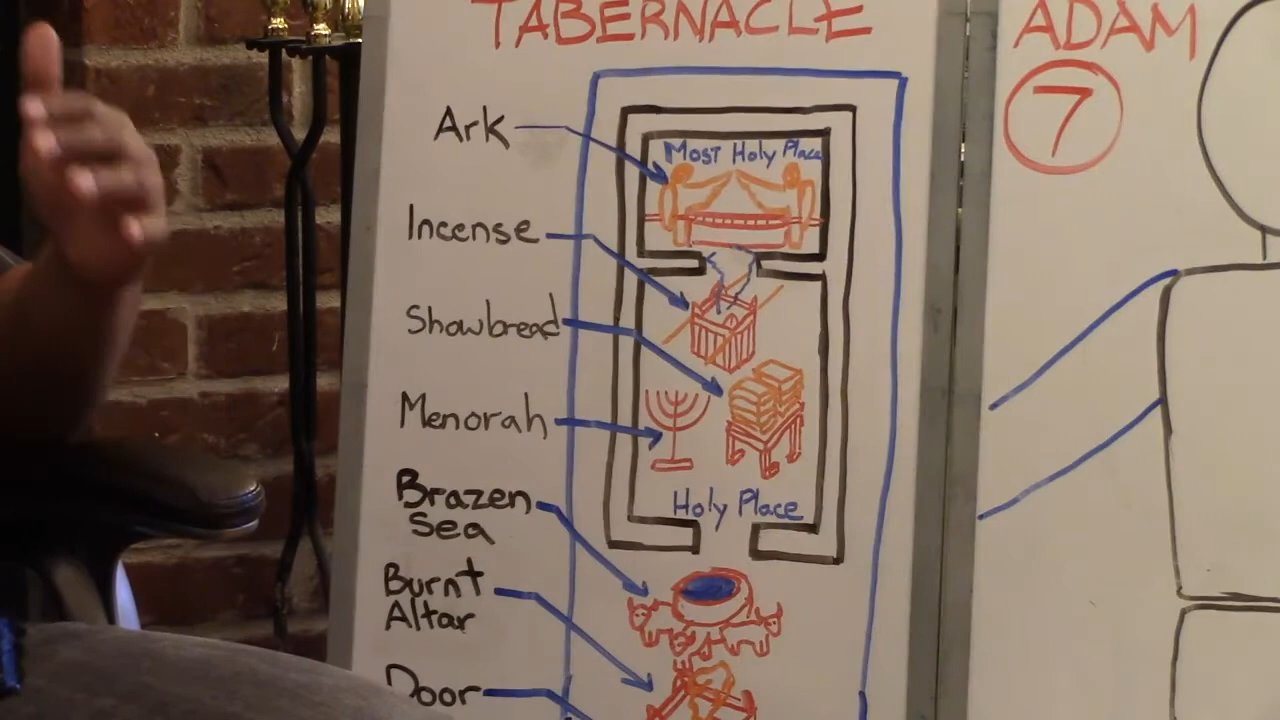 TABERNACLE
Ark
Most Holy Place
Incense
Showbread
Menorah
Holy Place
Brazen
Sea
Burnt
Altar
Door
ADAM
7